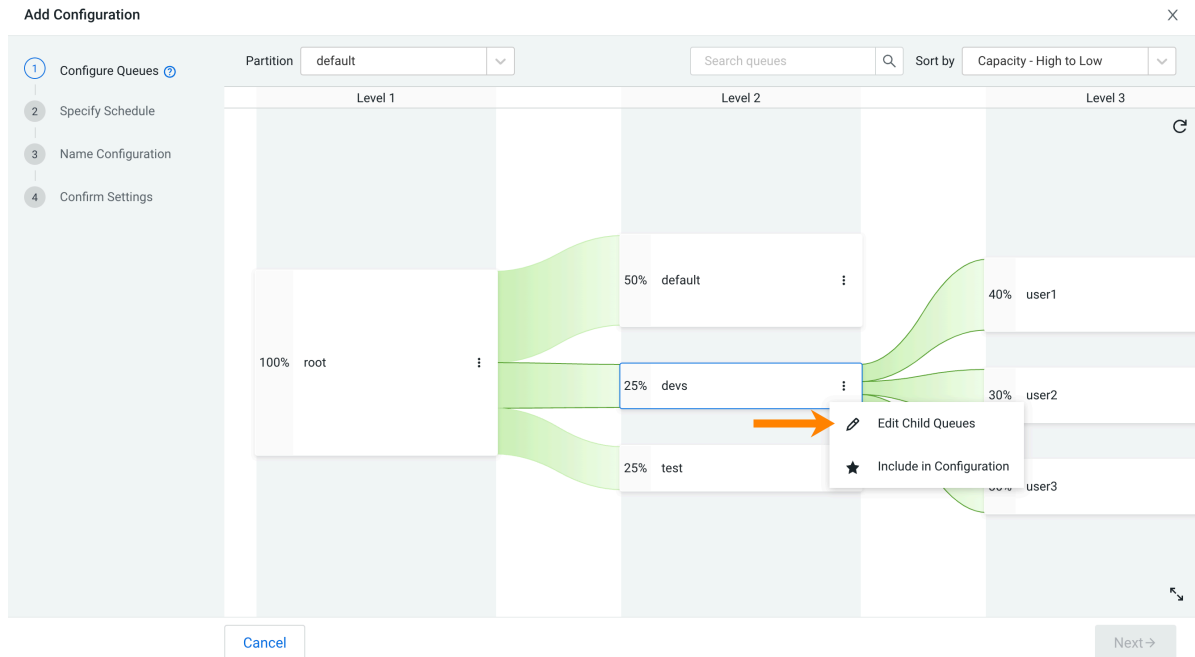 Add Configuration
1 Configure Queues ?
2 Specify Schedule
3 Name Configuration
4 Confirm Settings
Partition default
Search queues
Sort by Capacity - High to Low
Level 1 Level 2 Level 3
100% root
50% default
25% devs
25% test
40% user1
30% user2
user3
Edit Child Queues
Include in Configuration
Cancel Next